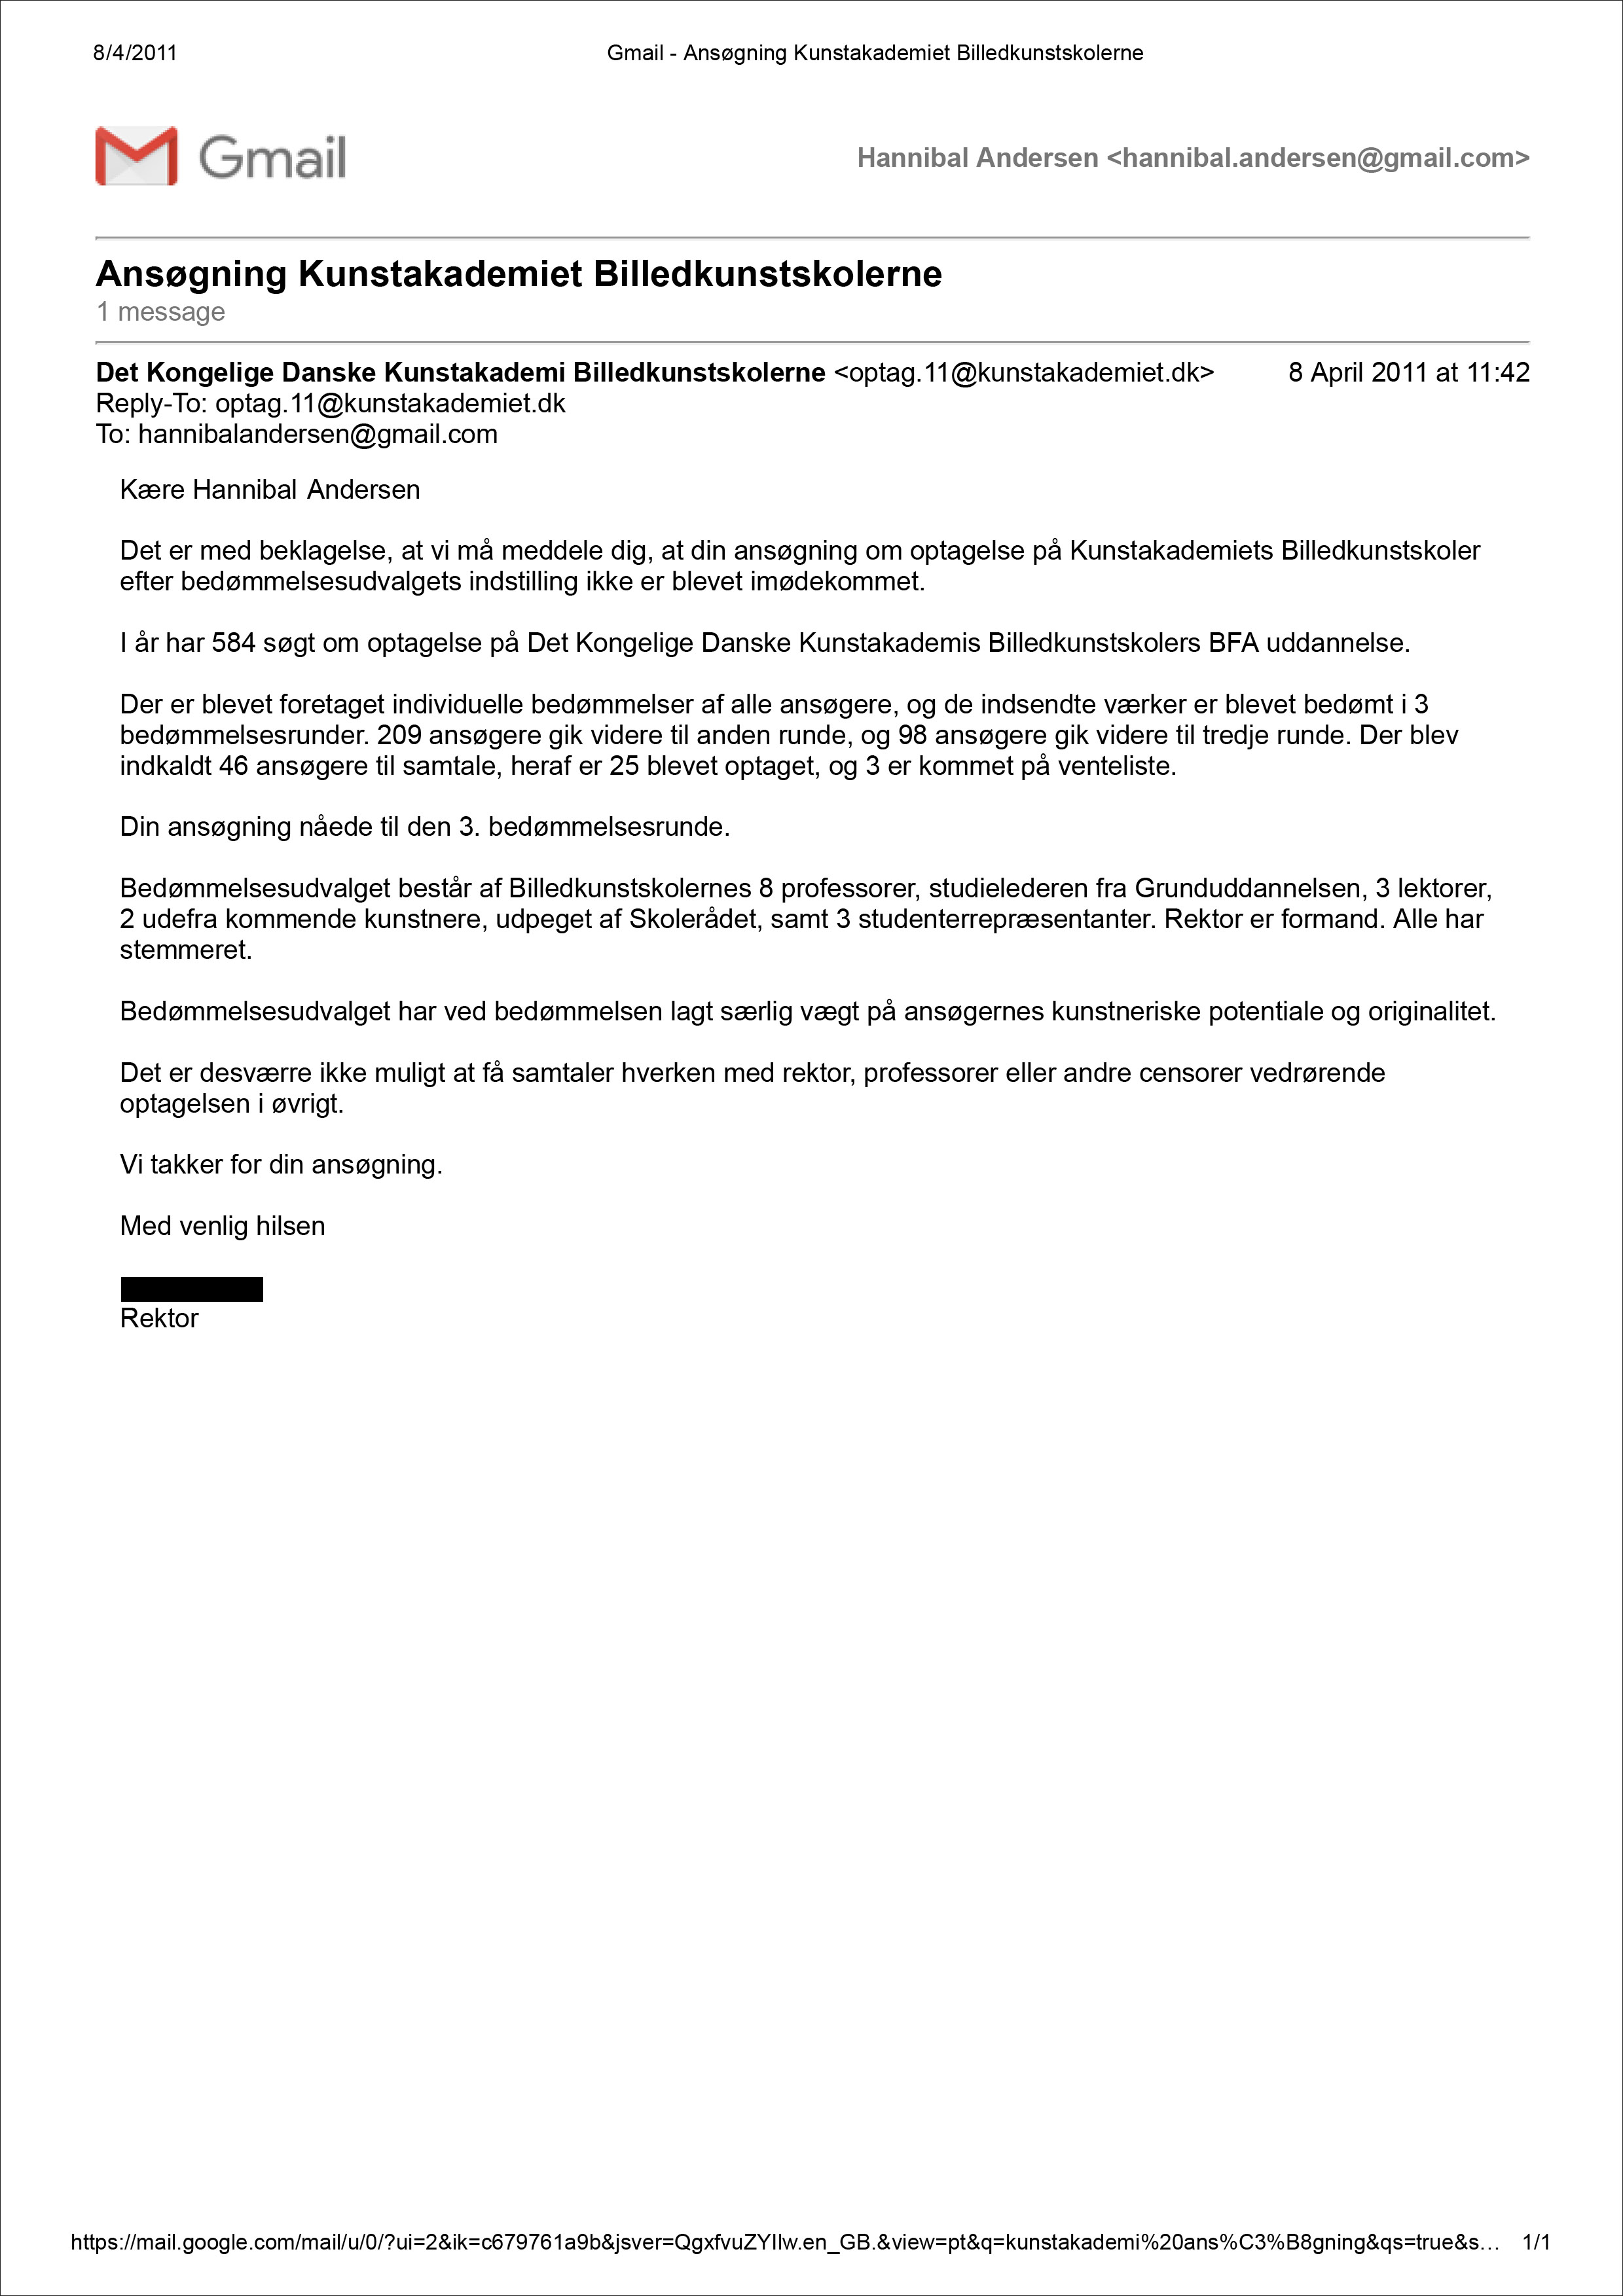 8/4/2011
Gmail - Ansøgning Kunstakademiet Billedkunstskolerne
Gmail
Hannibal Andersen <hannibal.andersen@gmail.com>
Ansøgning Kunstakademiet Billedkunstskolerne
1 message
Det Kongelige Danske Kunstakademi Billedkunstskolerne <optag.11@kunstakademiet.dk>
8 April 2011 at 11:42
Reply-To: optag.11@kunstakademiet.dk
To: hannibalandersen@gmail.com
Kære Hannibal Andersen
Det er med beklagelse, at vi må meddele dig, at din ansøgning om optagelse på Kunstakademiets Billedkunstskoler
efter bedømmelsesudvalgets indstilling ikke er blevet imødekommet.
I år har 584 søgt om optagelse på Det Kongelige Danske Kunstakademis Billedkunstskolers BFA uddannelse.
Der er blevet foretaget individuelle bedømmelser af alle ansøgere, og de indsendte værker er blevet bedømt i 3
bedømmelsesrunder. 209 ansøgere gik videre til anden runde, og 98 ansøgere gik videre til tredje runde. Der blev
indkaldt 46 ansøgere til samtale, heraf er 25 blevet optaget, og 3 er kommet på venteliste.
Din ansøgning nåede til den 3. bedømmelsesrunde.
Bedømmelsesudvalget består af Billedkunstskolernes 8 professorer, studielederen fra Grunduddannelsen, 3 lektorer,
2 udefra kommende kunstnere, udpeget af Skolerådet, samt 3 studenterrepræsentanter. Rektor er formand. Alle har
stemmeret.
Bedømmelsesudvalget har ved bedømmelsen lagt særlig vægt på ansøgernes kunstneriske potentiale og originalitet.
Det er desværre ikke muligt at få samtaler hverken med rektor, professorer eller andre censorer vedrørende
optagelsen i øvrigt.
Vi takker for din ansøgning.
Med venlig hilsen
Rektor
https://mail.google.com/mail/u/0/?ui=2&ik=c679761a9b&jsver=QgxfvuZYIlw.en_GB.&view=pt&q=kunstakademi%20ans%C3%B8gning&qs=true&s…
1/1